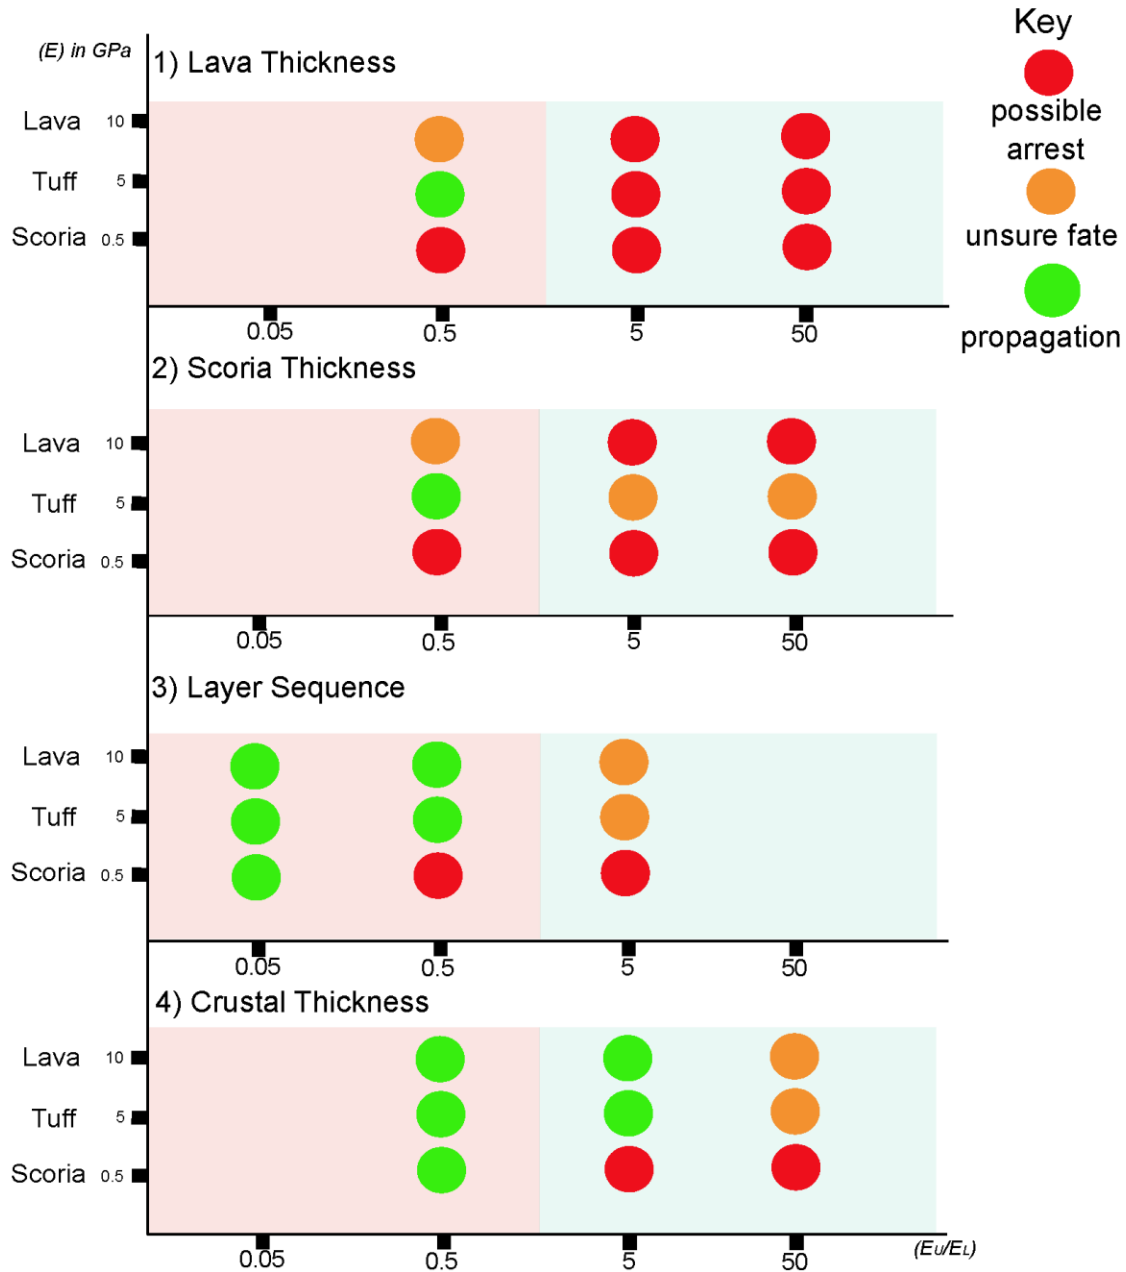 (E) in GPa
1) Lava Thickness
Lava 10
Tuff 5
Scoria 0.5
0.05 0.5 5 50
Key
possible
arrest
unsure fate
propagation
2) Scoria Thickness
Lava 10
Tuff 5
Scoria 0.5
0.05 0.5 5 50
3) Layer Sequence
Lava 10
Tuff 5
Scoria 0.5
0.05 0.5 5 50
4) Crustal Thickness
Lava 10
Tuff 5
Scoria 0.5
0.05 0.5 5 50
(EU/EL)